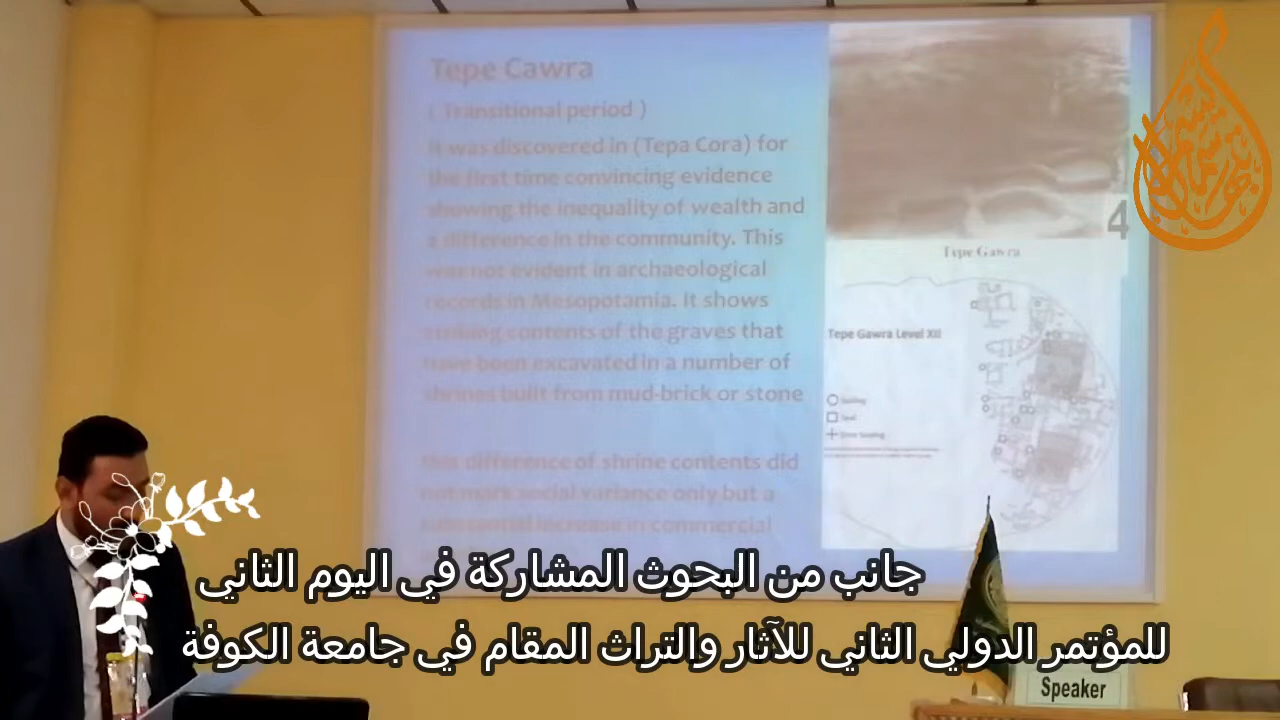 Tepe Cawra
( Transitional period )
it was discovered in (Tepa Cora) for
the first time convincing evidence
showing the inequality of wealth and
a difference in the community. This
was not evident in archaeological
records in Mesopotamia. It shows
striking contents of the graves that
have been excavated in a number of
shrines built from mud-brick or stone
this difference of shrine contents did
not mark social variance only but a
substantial increase in commercial
4
Tepe Gawra
Tepe Gawra Level XII
جانب من البحوث المشاركة في اليوم الثاني
للمؤتمر الدولي الثاني للآثار والتراث المقام في جامعة الكوفة
Speaker